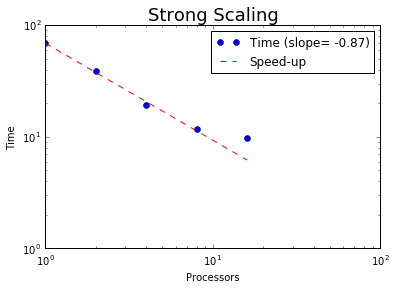 Strong Scaling
Time (slope= -0.87)
Speed-up
Time
10²
10¹
10⁰
10⁰
10¹
10²
Processors